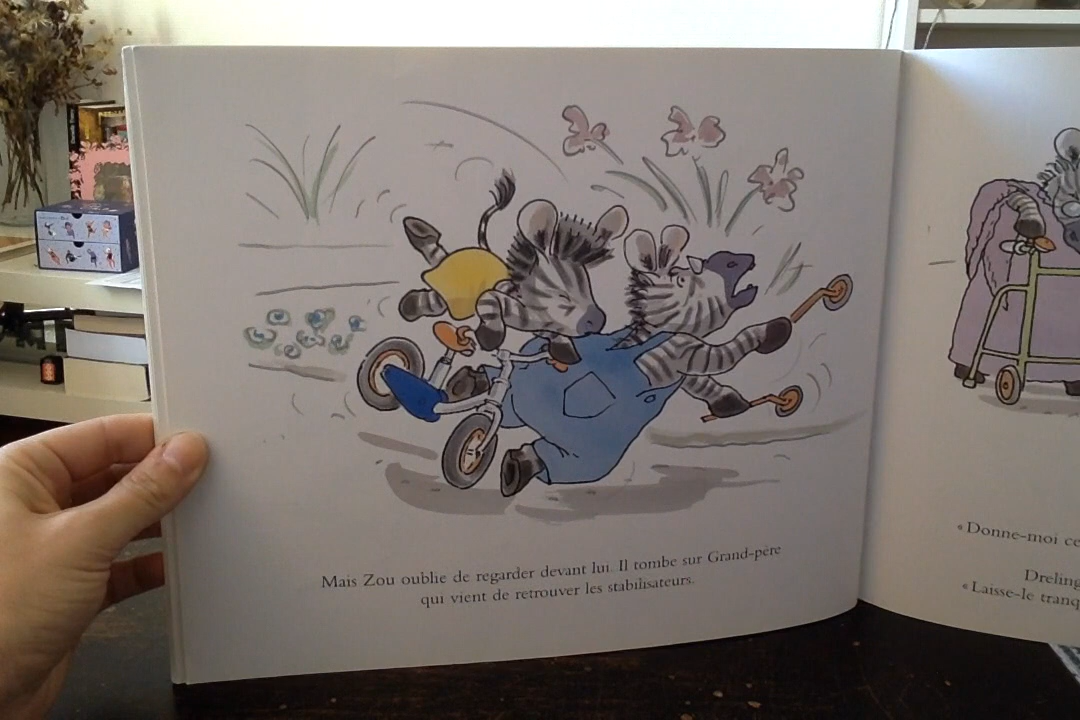 Mais Zou oublie de regarder devant lui. Il tombe sur Grand-père
qui vient de retrouver les stabilisateurs.
« Donne-moi ce
Dreling
« Laisse-le tranq